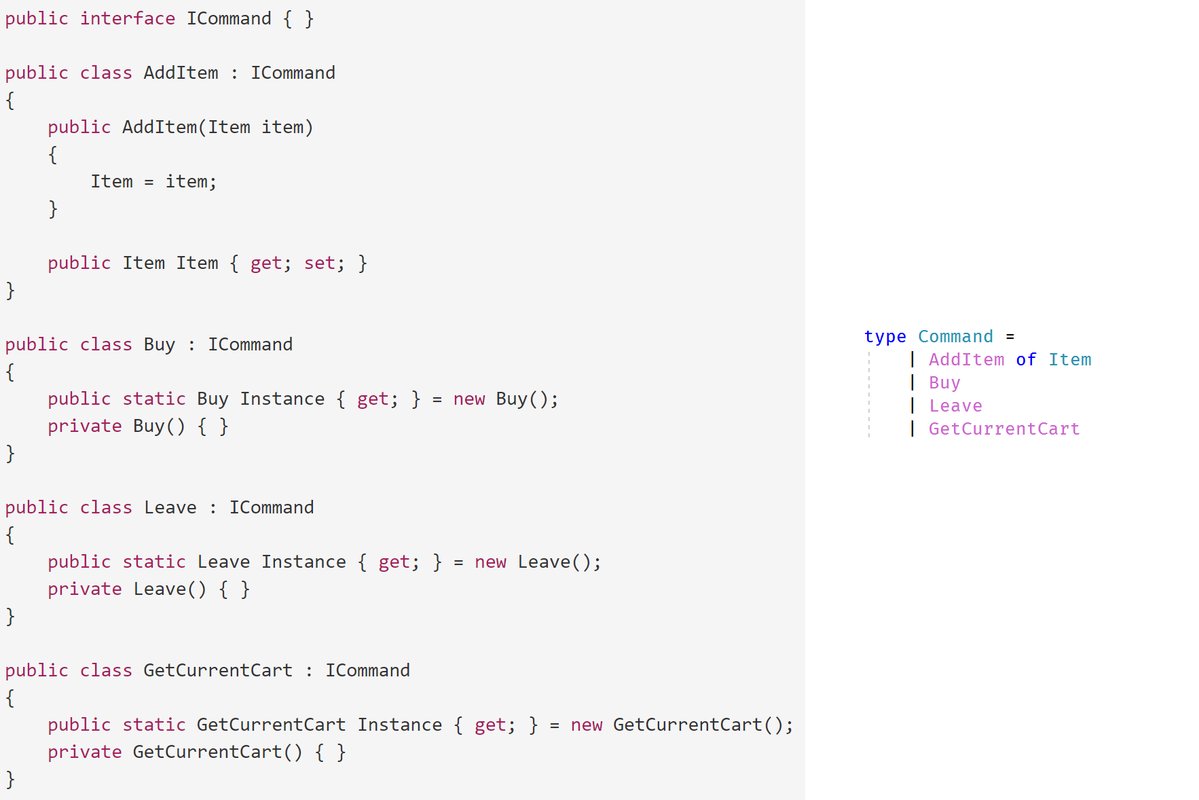 public interface ICommand { }
public class AddItem : ICommand
{
    public AddItem(Item item)
    {
        Item = item;
    }
    public Item Item { get; set; }
}
public class Buy : ICommand
{
    public static Buy Instance { get; } = new Buy();
    private Buy() { }
}
public class Leave : ICommand
{
    public static Leave Instance { get; } = new Leave();
    private Leave() { }
}
public class GetCurrentCart : ICommand
{
    public static GetCurrentCart Instance { get; } = new GetCurrentCart();
    private GetCurrentCart() { }
}
type Command =
    | AddItem of Item
    | Buy
    | Leave
    | GetCurrentCart